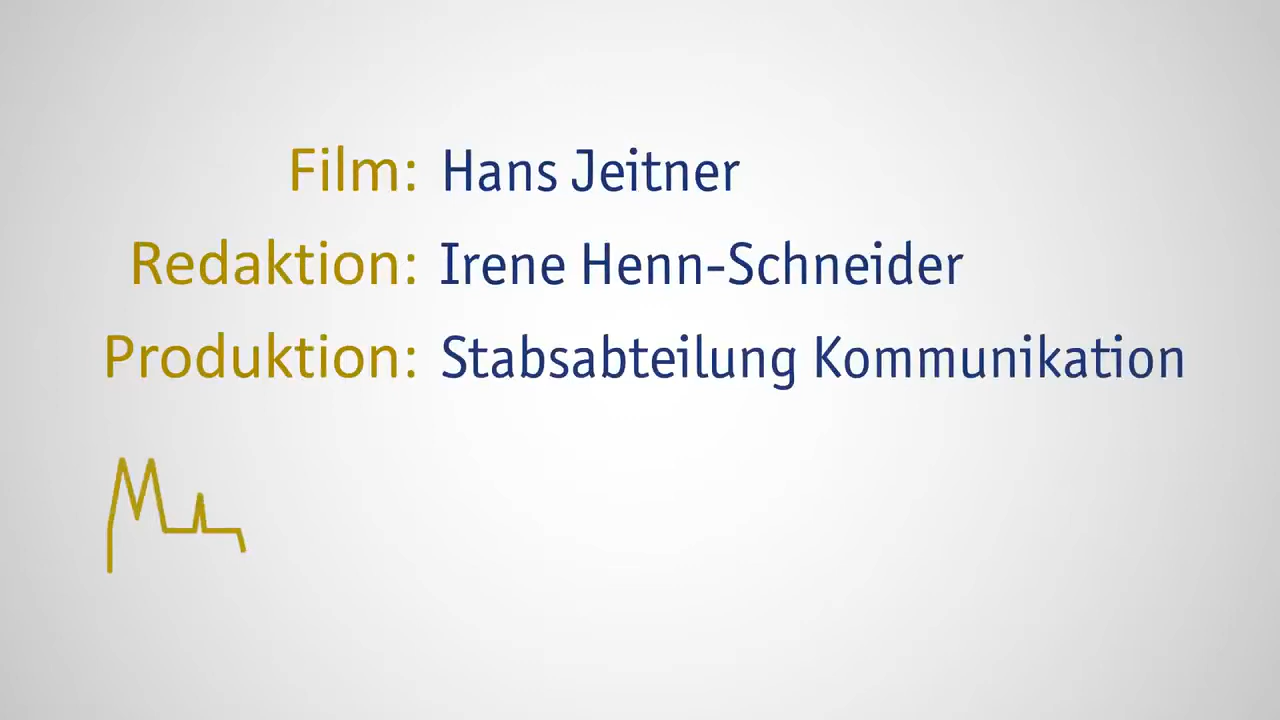 Film: Hans Jeitner
Redaktion: Irene Henn-Schneider
Produktion: Stabsabteilung Kommunikation